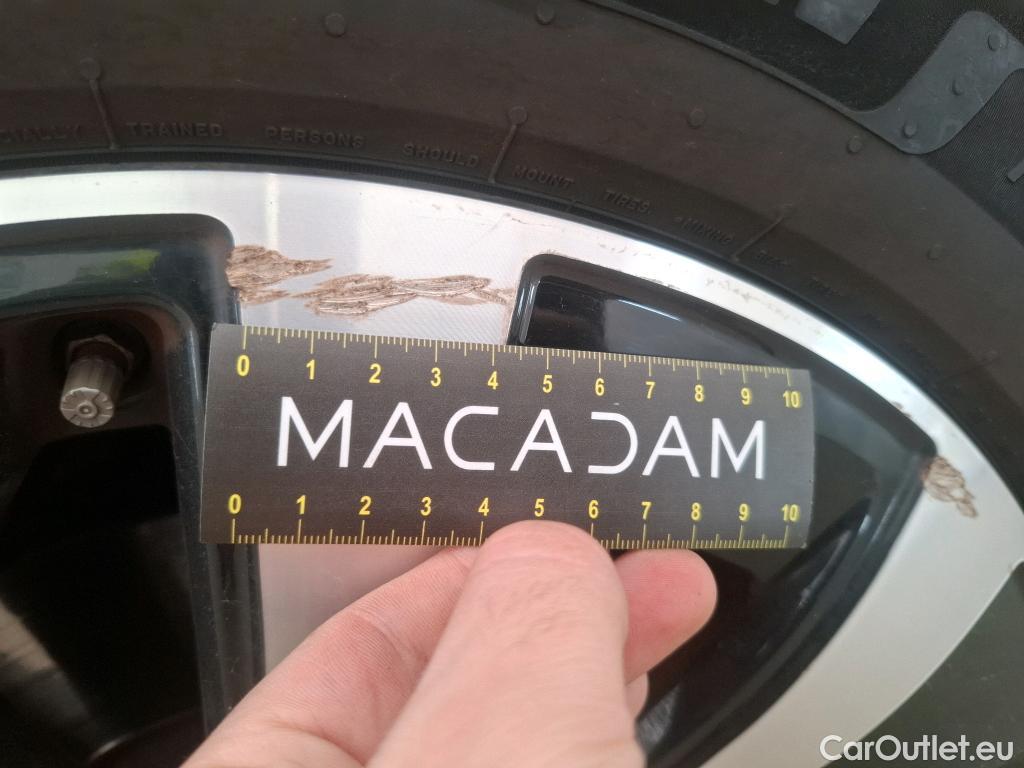 TRAINED PERSONS SHOULD MOUNT TIRES. MIXING
0 1 2 3 4 5 6 7 8 9 10
MACADAM
0 1 2 3 4 5 6 7 8 9 10
CarOutlet.eu